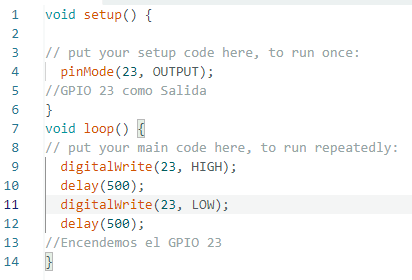 1 void setup() {
2
3 // put your setup code here, to run once:
4 pinMode(23, OUTPUT);
5 //GPIO 23 como Salida
6 }
7 void loop() {
8 // put your main code here, to run repeatedly:
9 digitalWrite(23, HIGH);
10 delay(500);
11 digitalWrite(23, LOW);
12 delay(500);
13 //Encendemos el GPIO 23
14 }